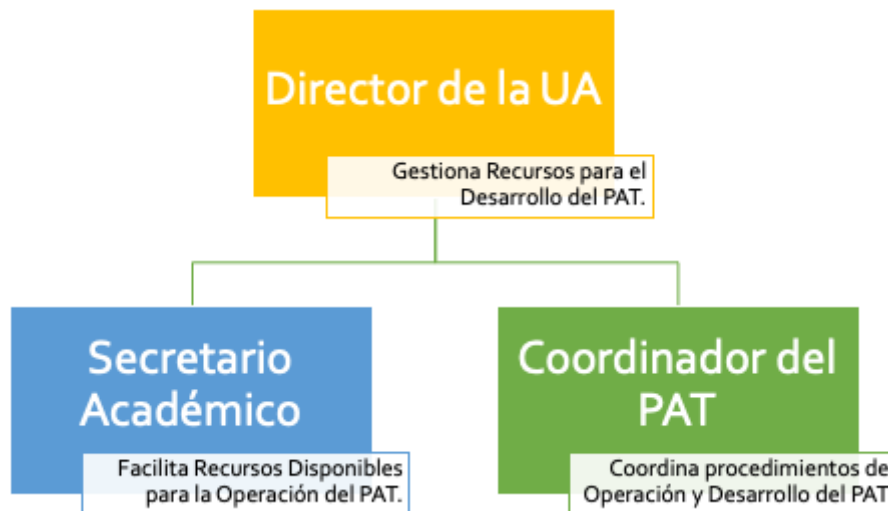 Director de la UA
Gestiona Recursos para el
Desarrollo del PAT.
Secretario
Académico
Facilita Recursos Disponibles
para la Operación del PAT.
Coordinador del
PAT
Coordina procedimientos de
Operación y Desarrollo del PAT